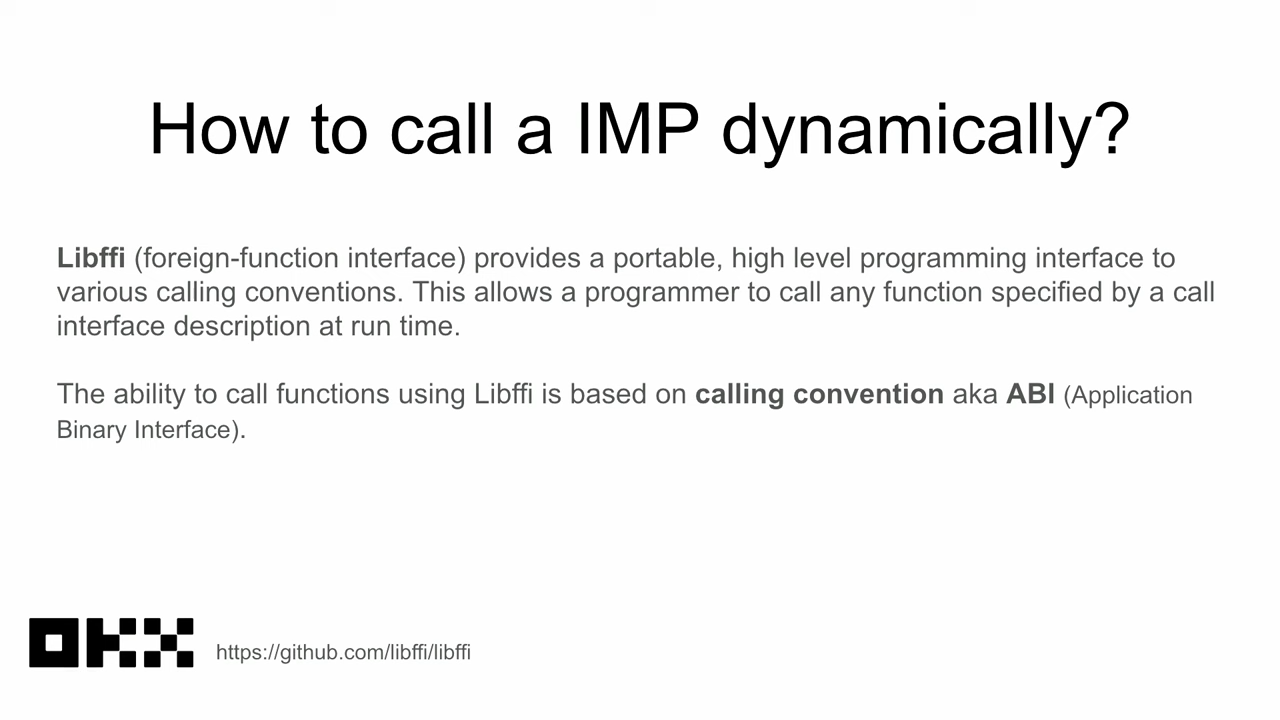 How to call a IMP dynamically?
Libffi (foreign-function interface) provides a portable, high level programming interface to
various calling conventions. This allows a programmer to call any function specified by a call
interface description at run time.
The ability to call functions using Libffi is based on calling convention aka ABI (Application
Binary Interface).
OKX
https://github.com/libffi/libffi